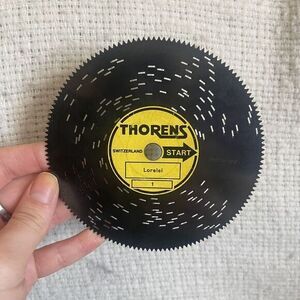 THORENS
SWITZERLAND START
Lorelei
1